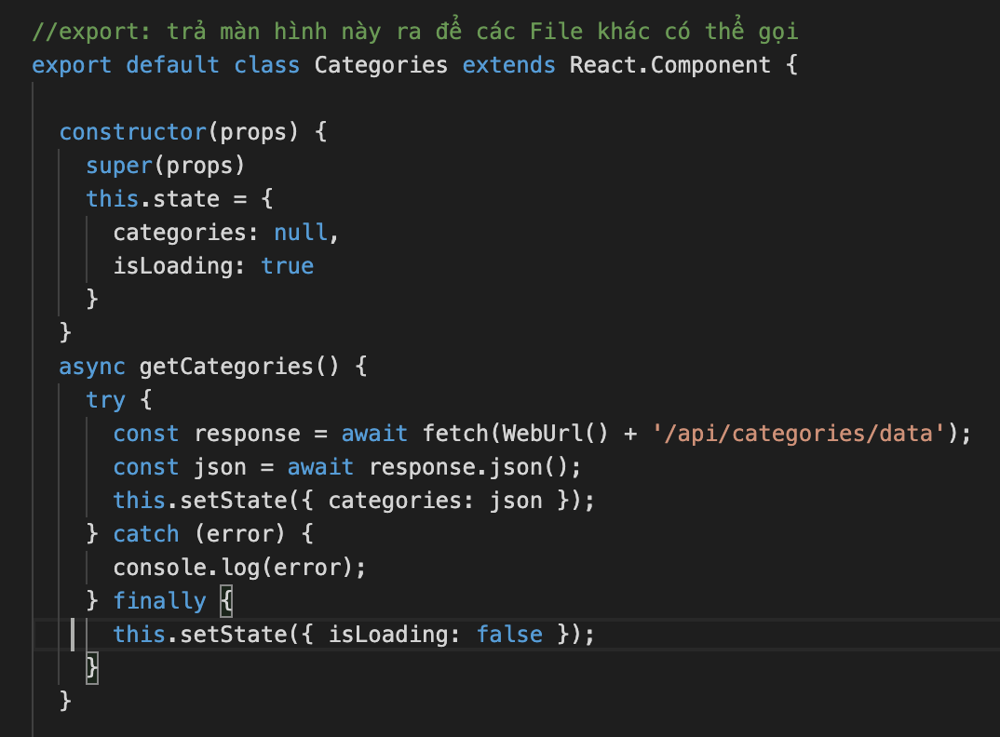 //export: trả màn hình này ra để các File khác có thể gọi
export default class Categories extends React.Component {
constructor(props) {
super(props)
this.state = {
categories: null,
isLoading: true
}
}
async getCategories() {
try {
const response = await fetch(WebUrl() + '/api/categories/data');
const json = await response.json();
this.setState({ categories: json });
} catch (error) {
console.log(error);
} finally {
this.setState({ isLoading: false });
}
}